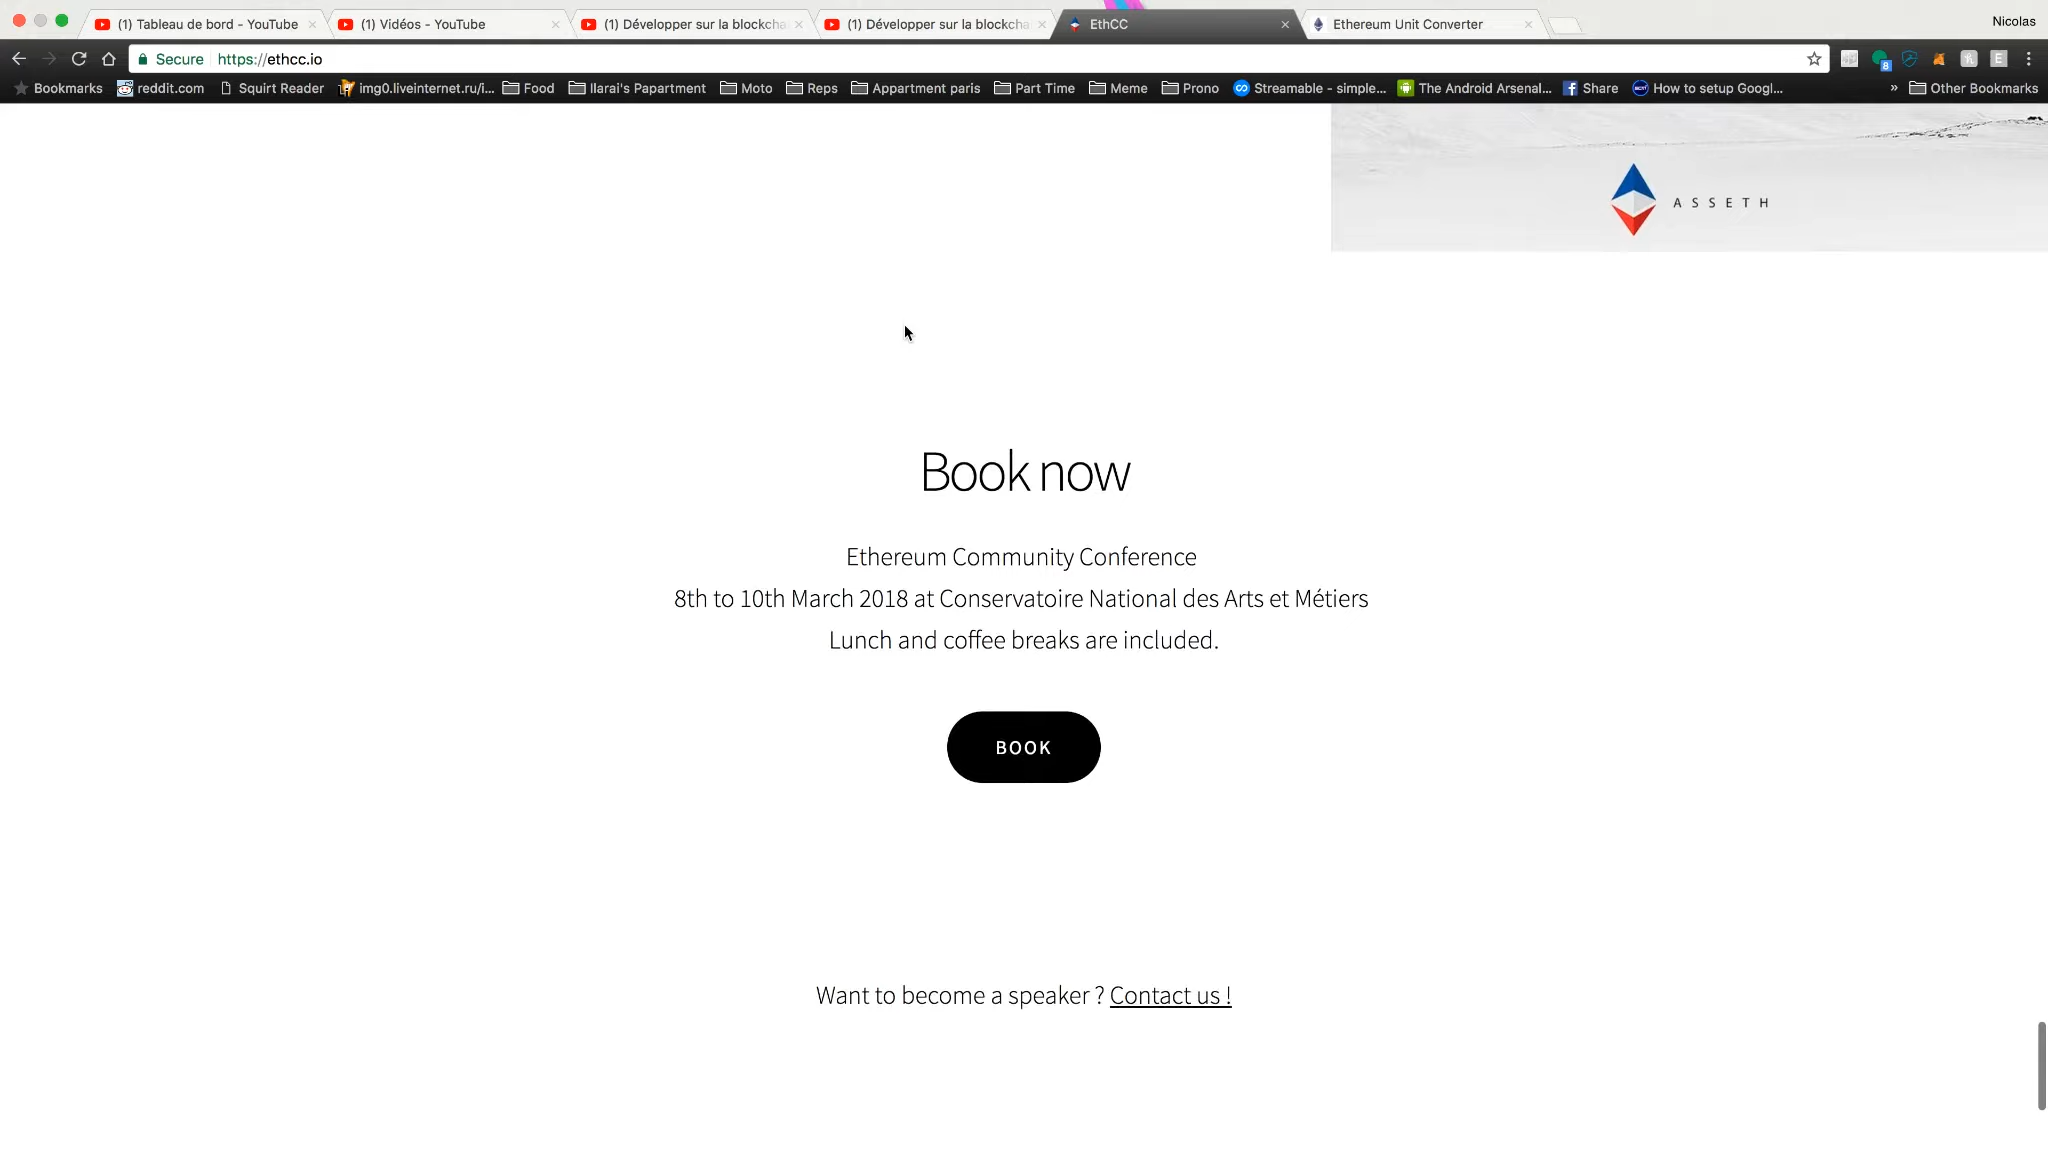 (1) Tableau de bord - YouTube
(1) Vidéos - YouTube
(1) Développer sur la blockcha
(1) Développer sur la blockcha
EthCC
Ethereum Unit Converter
Nicolas
Secure
https://ethcc.io
8
E
Bookmarks
reddit.com
Squirt Reader
img0.liveinternet.ru/i...
Food
Ilarai's Papartment
Moto
Reps
Appartment paris
Part Time
Meme
Prono
Streamable - simple...
The Android Arsenal...
Share
How to setup Googl...
»
Other Bookmarks
ASSETH
Book now
Ethereum Community Conference
8th to 10th March 2018 at Conservatoire National des Arts et Métiers
Lunch and coffee breaks are included.
BOOK
Want to become a speaker ? Contact us !